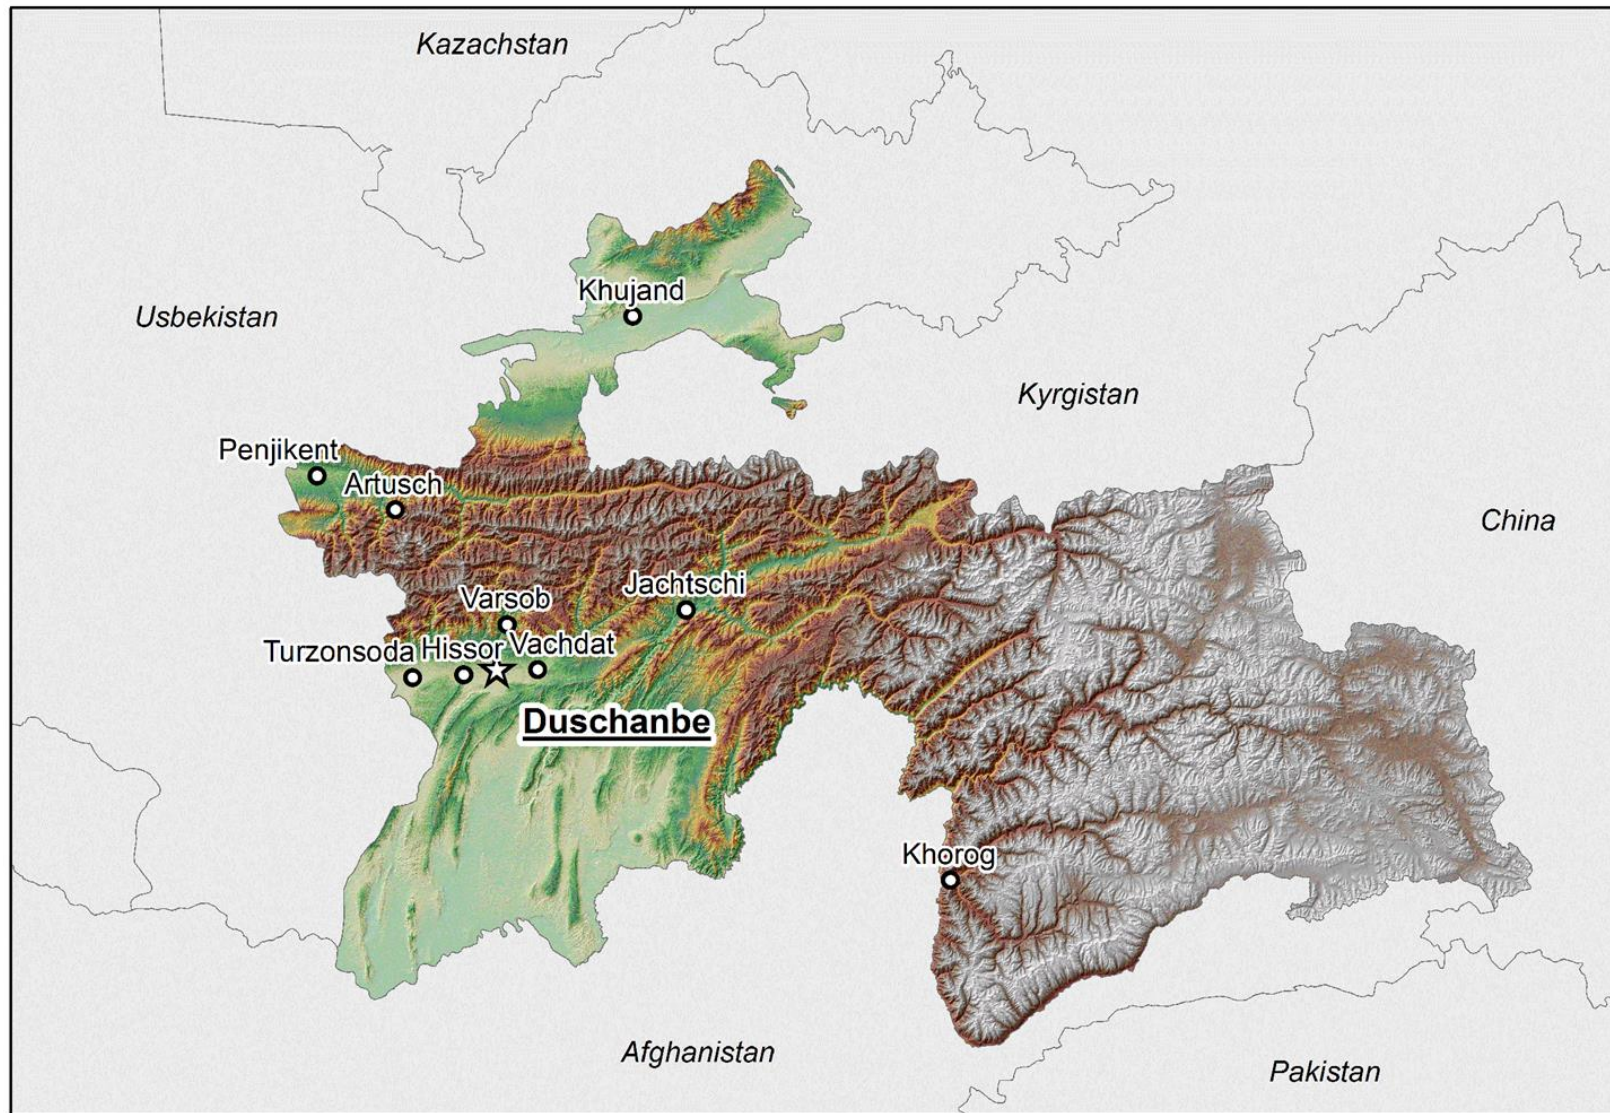 Kazachstan
Khujand
Usbekistan
Kyrgistan
Penjikent
Artusch
China
Jachtschi
Varsob
Turzonsoda
Hissor
Vachdat
Duschanbe
Khorog
Afghanistan
Pakistan